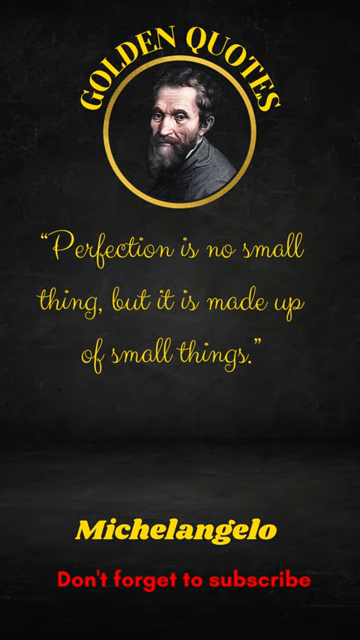 GOLDEN QUOTES
“Perfection is no small
thing, but it is made up
of small things.”
Michelangelo
Don't forget to subscribe